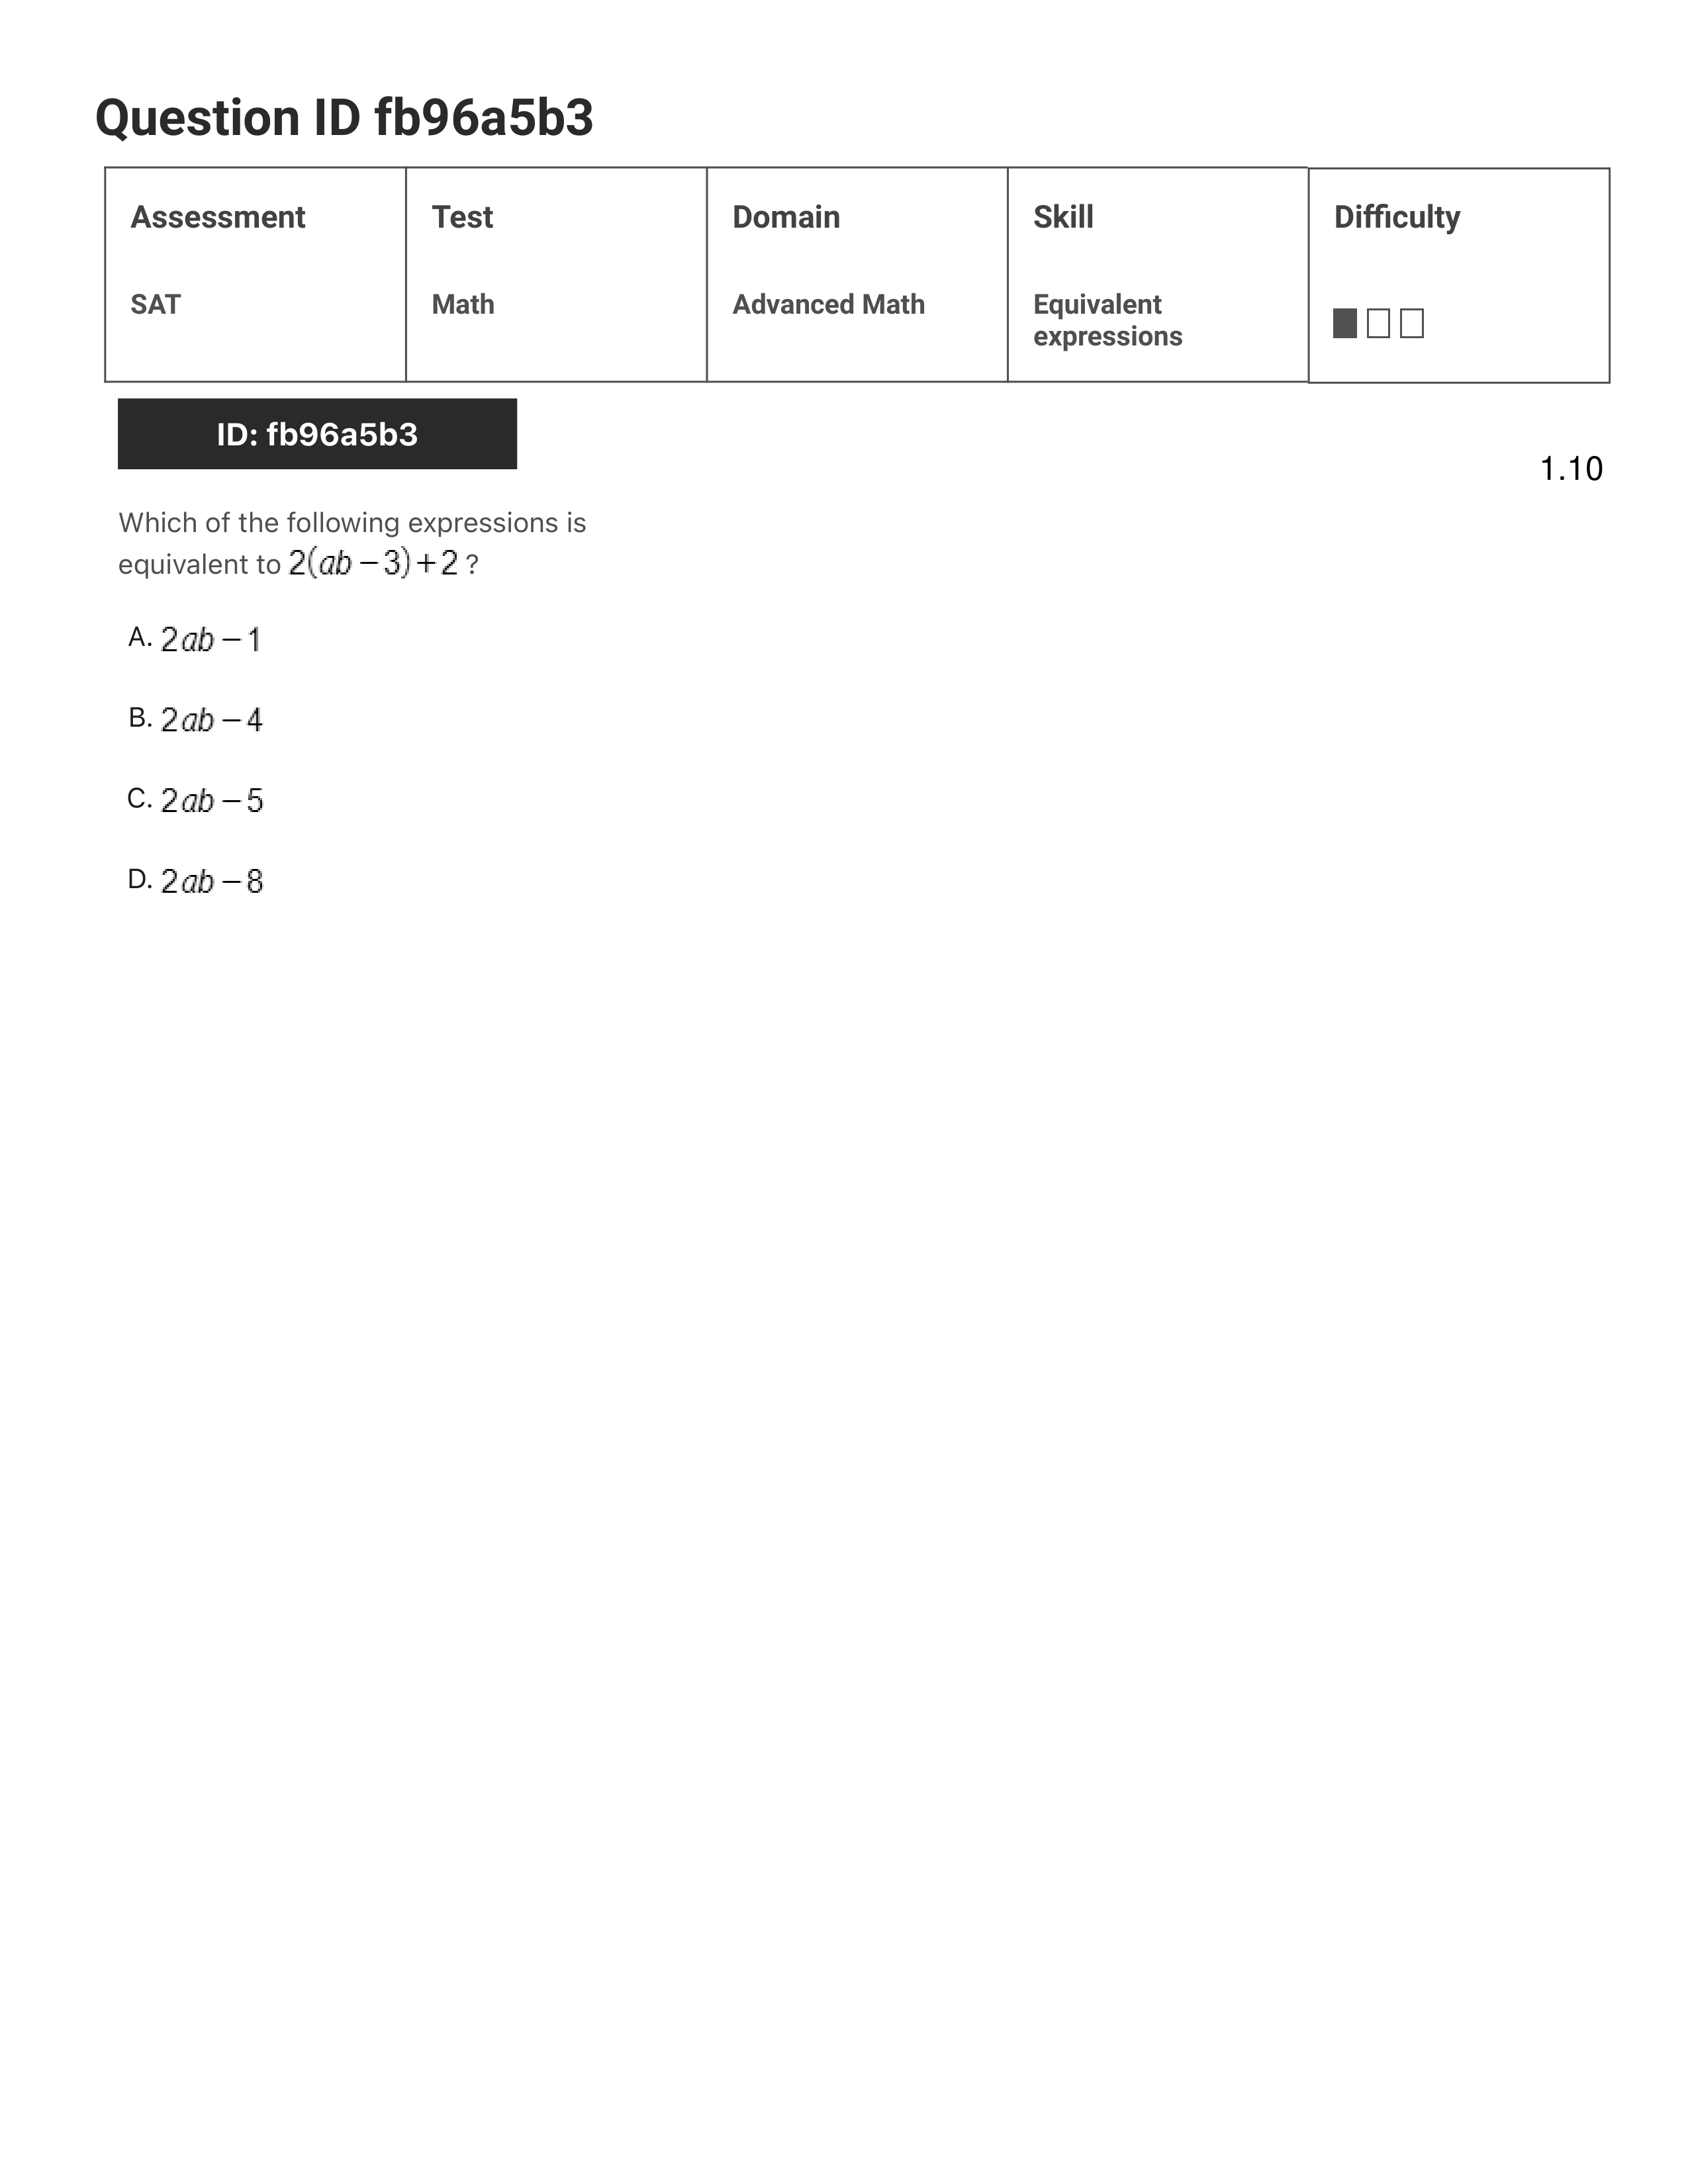 Question ID fb96a5b3
Assessment
Test
Domain
Skill
Difficulty
SAT
Math
Advanced Math
Equivalent
expressions
ID: fb96a5b3
1.10
Which of the following expressions is
equivalent to 2(ab − 3) + 2 ?
A. 2ab − 1
B. 2ab − 4
C. 2ab − 5
D. 2ab − 8